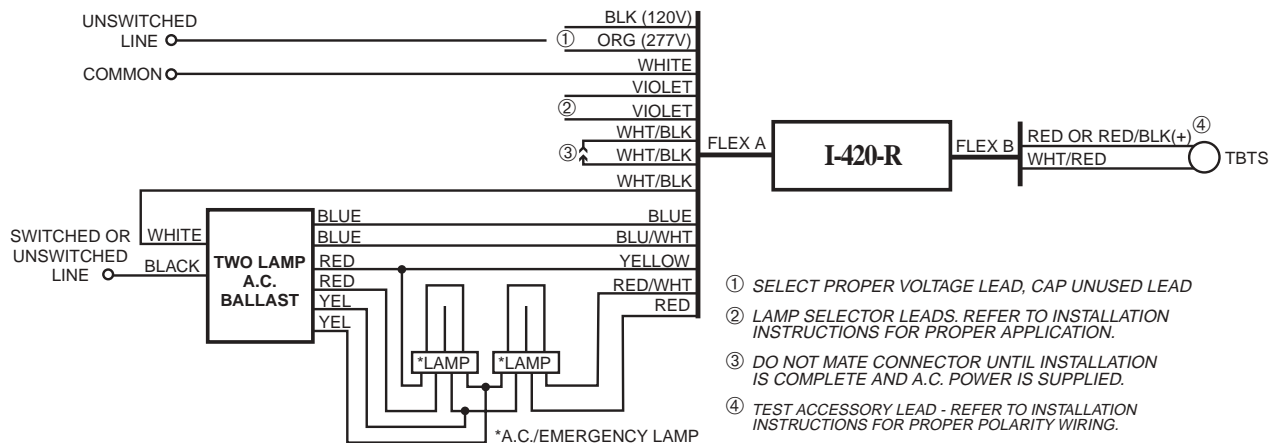 UNSWITCHED
LINE
COMMON
① 
BLK (120V)
ORG (277V)
WHITE
VIOLET
②
VIOLET
WHT/BLK
③
WHT/BLK
WHT/BLK
FLEX A
I-420-R
FLEX B
RED OR RED/BLK(+)
④
WHT/RED
TBTS
SWITCHED OR
UNSWITCHED
LINE
WHITE
BLACK
TWO LAMP
A.C.
BALLAST
BLUE
BLUE
RED
RED
YEL
YEL
BLUE
BLU/WHT
YELLOW
RED/WHT
RED
*LAMP
*LAMP
*A.C./EMERGENCY LAMP
① SELECT PROPER VOLTAGE LEAD, CAP UNUSED LEAD
② LAMP SELECTOR LEADS. REFER TO INSTALLATION
INSTRUCTIONS FOR PROPER APPLICATION.
③ DO NOT MATE CONNECTOR UNTIL INSTALLATION
IS COMPLETE AND A.C. POWER IS SUPPLIED.
④ TEST ACCESSORY LEAD - REFER TO INSTALLATION
INSTRUCTIONS FOR PROPER POLARITY WIRING.